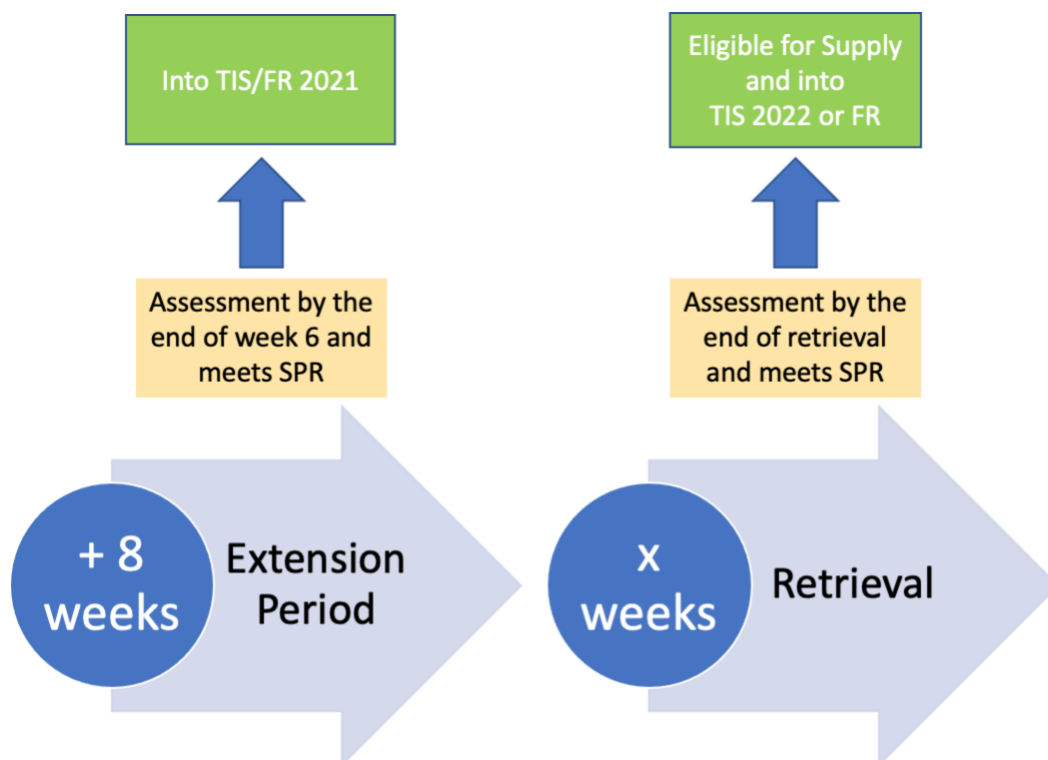 Into TIS/FR 2021
Assessment by the
end of week 6 and
meets SPR
+ 8
weeks
Extension
Period
Eligible for Supply
and into
TIS 2022 or FR
Assessment by the
end of retrieval
and meets SPR
x
weeks
Retrieval